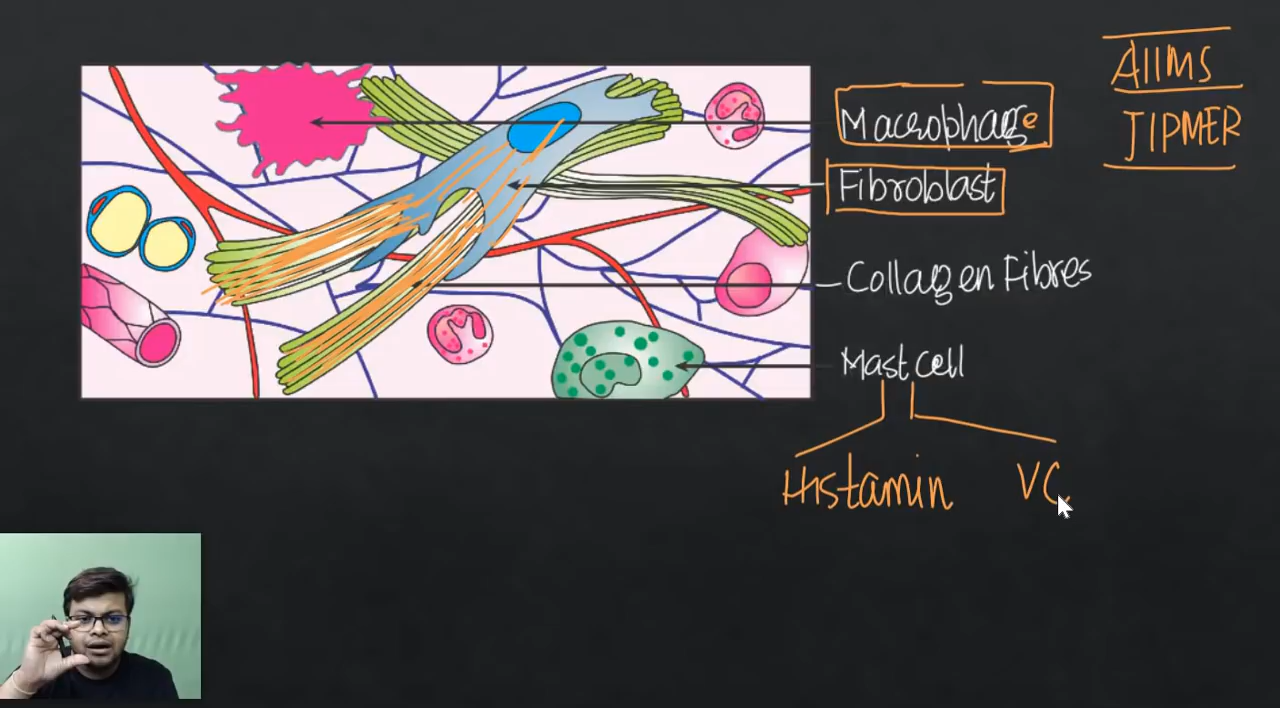 AIIMS
JIPMER
Macrophage
Fibroblast
Collagen Fibres
Mast cell
Histamin VC